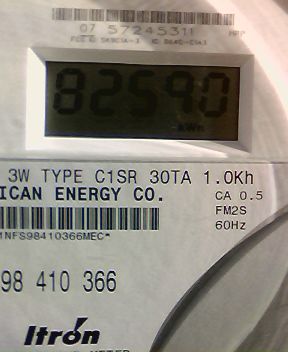 07 57245311
82590
kWh
3W TYPE C1SR 30TA 1.0Kh
ICAN ENERGY CO.
CA 0.5
FM2S
60Hz
1NFS98410366MEC*
98 410 366
Itron